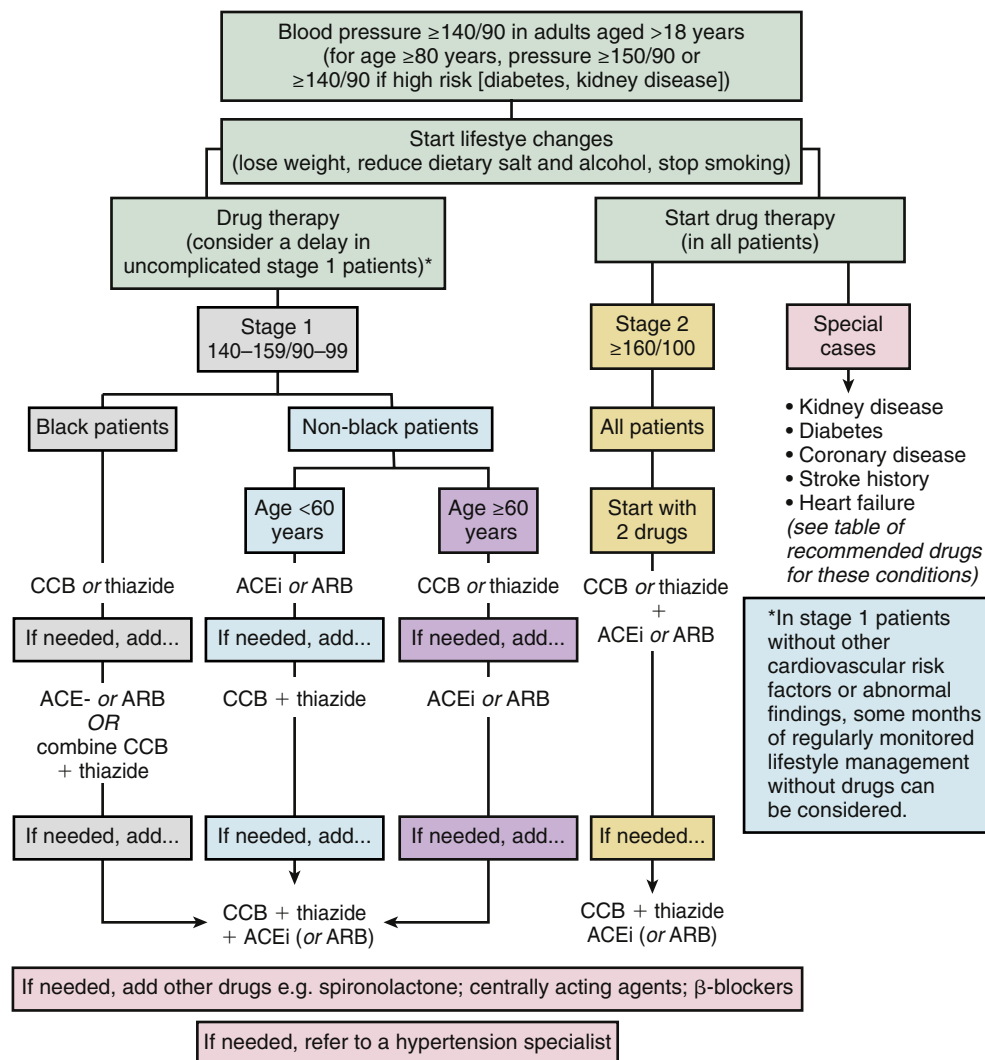 Blood pressure ≥140/90 in adults aged >18 years
(for age ≥80 years, pressure ≥150/90 or
≥140/90 if high risk [diabetes, kidney disease])
Start lifestye changes
(lose weight, reduce dietary salt and alcohol, stop smoking)
Drug therapy
(consider a delay in
uncomplicated stage 1 patients)*
Start drug therapy
(in all patients)
Stage 1
140–159/90–99
Stage 2
≥160/100
Special
cases
Black patients
Non-black patients
All patients
• Kidney disease
• Diabetes
• Coronary disease
• Stroke history
• Heart failure
(see table of
recommended drugs
for these conditions)
Age <60
years
Age ≥60
years
Start with
2 drugs
CCB or thiazide
ACEi or ARB
CCB or thiazide
CCB or thiazide
+
ACEi or ARB
If needed, add...
If needed, add...
If needed, add...
*In stage 1 patients
without other
cardiovascular risk
factors or abnormal
findings, some months
of regularly monitored
lifestyle management
without drugs can
be considered.
ACE- or ARB
OR
combine CCB
+ thiazide
CCB + thiazide
ACEi or ARB
If needed, add...
If needed, add...
If needed, add...
If needed...
CCB + thiazide
+ ACEi (or ARB)
CCB + thiazide
ACEi (or ARB)
If needed, add other drugs e.g. spironolactone; centrally acting agents; β-blockers
If needed, refer to a hypertension specialist